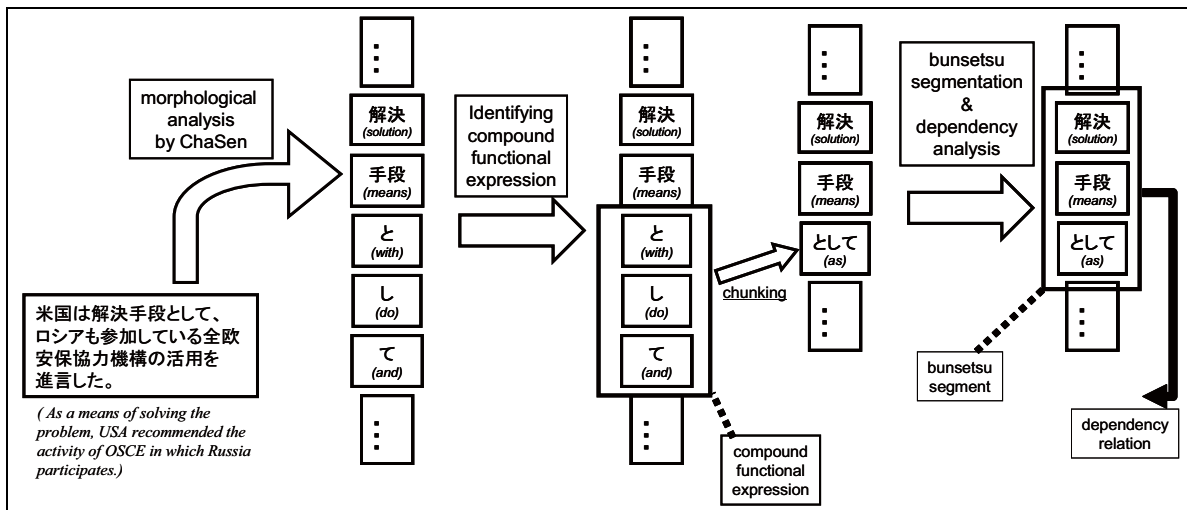 morphological
analysis
by ChaSen
米国は解決手段として、
ロシアも参加している全欧
安保協力機構の活用を
進言した。
( As a means of solving the
problem, USA recommended the
activity of OSCE in which Russia
participates.)
⋮
解決
(solution)
手段
(means)
と
(with)
し
(do)
て
(and)
⋮
Identifying
compound
functional
expression
⋮
解決
(solution)
手段
(means)
と
(with)
し
(do)
て
(and)
⋮
compound
functional
expression
chunking
⋮
解決
(solution)
手段
(means)
として
(as)
⋮
bunsetsu
segmentation
&
dependency
analysis
⋮
解決
(solution)
手段
(means)
として
(as)
⋮
bunsetsu
segment
dependency
relation